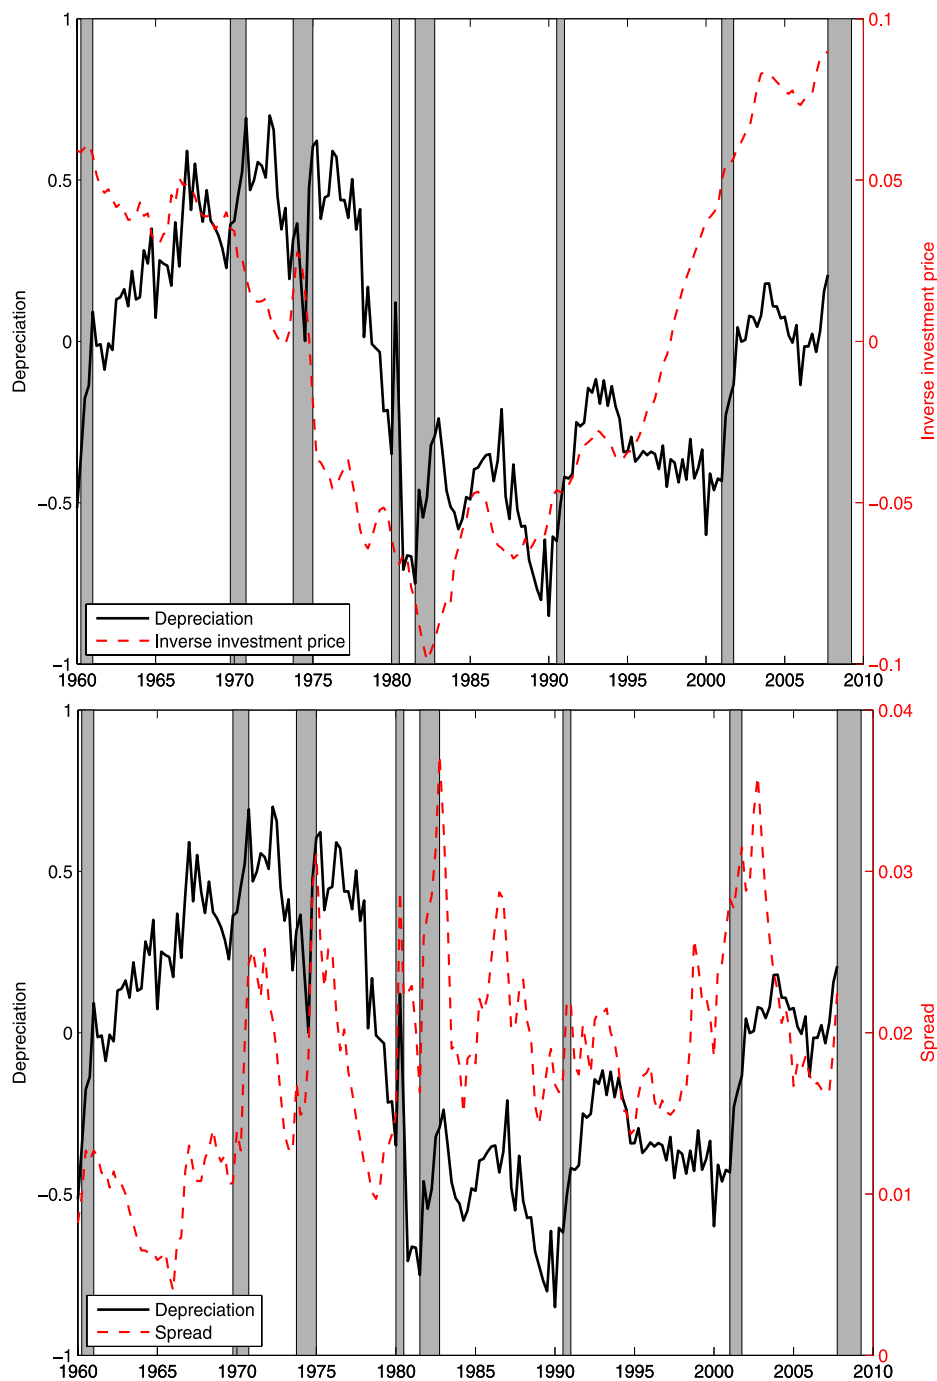 1
0.5
0
−0.5
−1
0.1
0.05
0
−0.05
−0.1
Depreciation
Inverse investment price
Depreciation
Inverse investment price
1960 1965 1970 1975 1980 1985 1990 1995 2000 2005 2010
1
0.5
0
−0.5
−1
0.04
0.03
0.02
0.01
0
Depreciation
Spread
Depreciation
Spread
1960 1965 1970 1975 1980 1985 1990 1995 2000 2005 2010